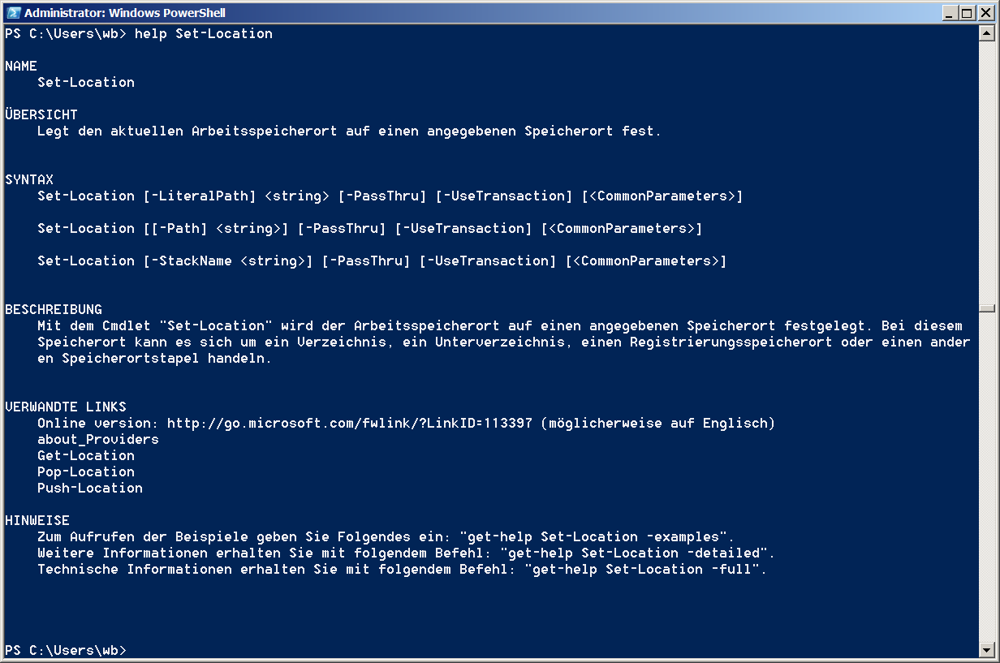 Administrator: Windows PowerShell
PS C:\Users\wb> help Set-Location
NAME
Set-Location
ÜBERSICHT
Legt den aktuellen Arbeitsspeicherort auf einen angegebenen Speicherort fest.
SYNTAX
Set-Location [-LiteralPath] <string> [-PassThru] [-UseTransaction] [<CommonParameters>]
Set-Location [[-Path] <string>] [-PassThru] [-UseTransaction] [<CommonParameters>]
Set-Location [-StackName <string>] [-PassThru] [-UseTransaction] [<CommonParameters>]
BESCHREIBUNG
Mit dem Cmdlet "Set-Location" wird der Arbeitsspeicherort auf einen angegebenen Speicherort festgelegt. Bei diesem
Speicherort kann es sich um ein Verzeichnis, ein Unterverzeichnis, einen Registrierungsspeicherort oder einen ander
en Speicherortstapel handeln.
VERWANDTE LINKS
Online version: http://go.microsoft.com/fwlink/?LinkID=113397 (möglicherweise auf Englisch)
about_Providers
Get-Location
Pop-Location
Push-Location
HINWEISE
Zum Aufrufen der Beispiele geben Sie Folgendes ein: "get-help Set-Location -examples".
Weitere Informationen erhalten Sie mit folgendem Befehl: "get-help Set-Location -detailed".
Technische Informationen erhalten Sie mit folgendem Befehl: "get-help Set-Location -full".
PS C:\Users\wb>